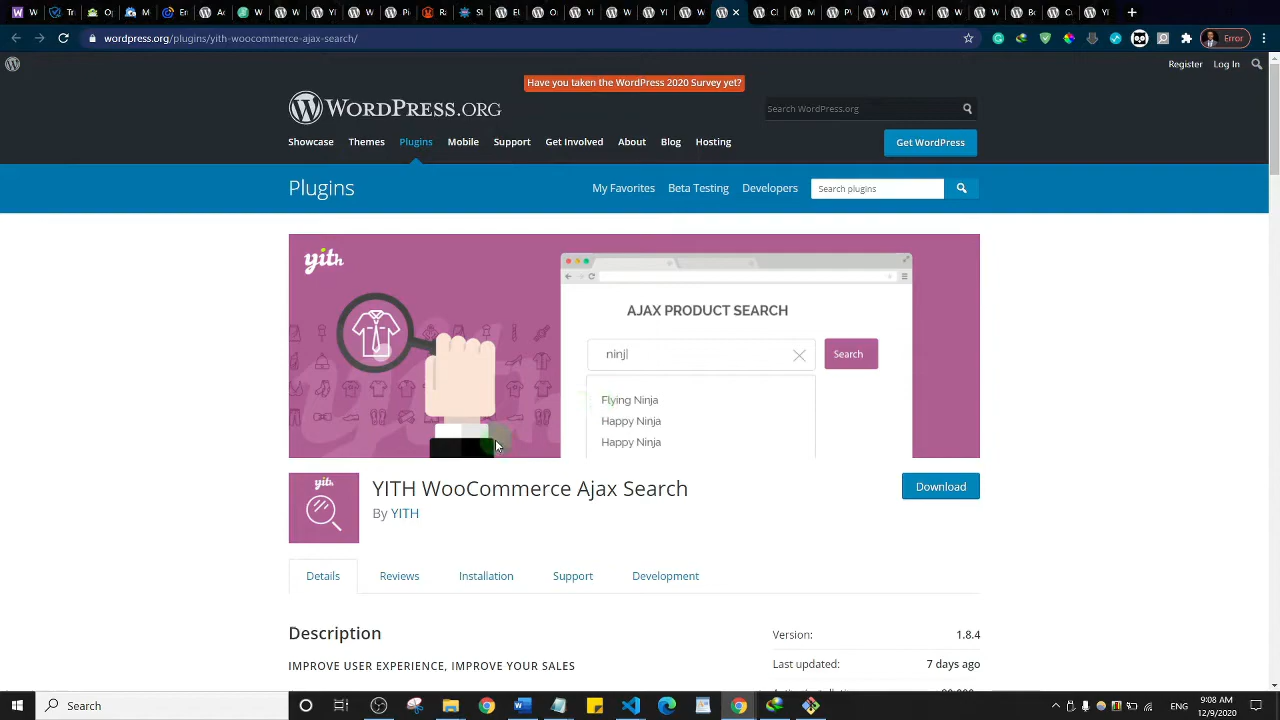 wordpress.org/plugins/yith-woocommerce-ajax-search/
Error
Register
Log In
Have you taken the WordPress 2020 Survey yet?
WORDPRESS.ORG
Search WordPress.org
Showcase
Themes
Plugins
Mobile
Support
Get Involved
About
Blog
Hosting
Get WordPress
Plugins
My Favorites
Beta Testing
Developers
Search plugins
yith
AJAX PRODUCT SEARCH
ninj
Search
Flying Ninja
Happy Ninja
Happy Ninja
yith
YITH WooCommerce Ajax Search
By YITH
Download
Details
Reviews
Installation
Support
Development
Description
IMPROVE USER EXPERIENCE, IMPROVE YOUR SALES
Version: 1.8.4
Last updated: 7 days ago
Search
ENG
9:08 AM
12/9/2020